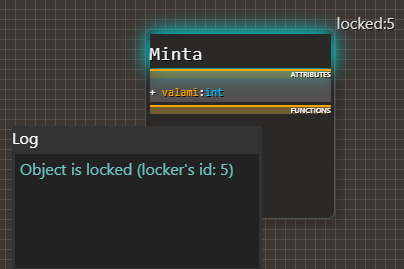 locked:5
Minta
ATTRIBUTES
+ valami:int
FUNCTIONS
Log
Object is locked (locker's id: 5)